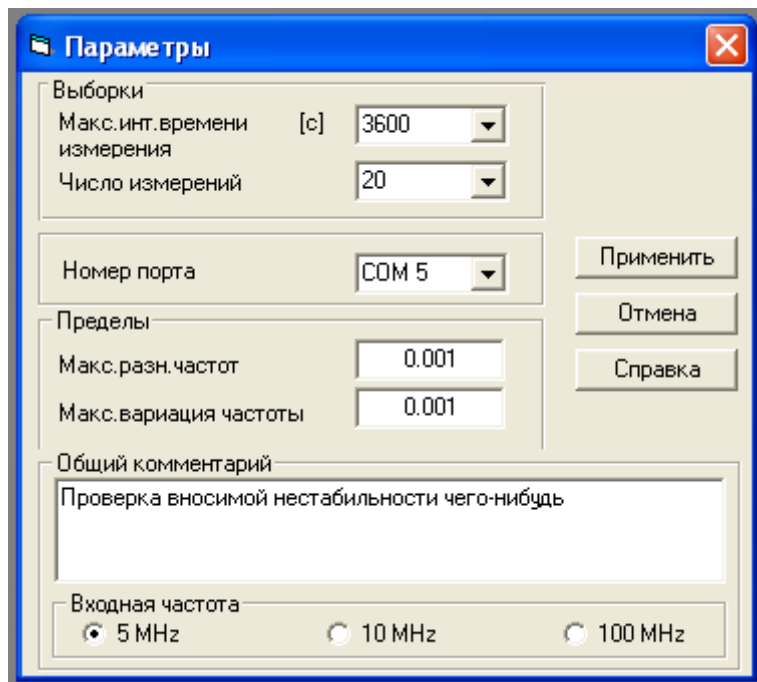 Параметры
Выборки
Макс.инт.времени измерения [с] 3600
Число измерений 20
Номер порта COM 5
Применить
Пределы
Отмена
Макс.разн.частот 0.001
Справка
Макс.вариация частоты 0.001
Общий комментарий
Проверка вносимой нестабильности чего-нибудь
Входная частота
5 MHz 10 MHz 100 MHz